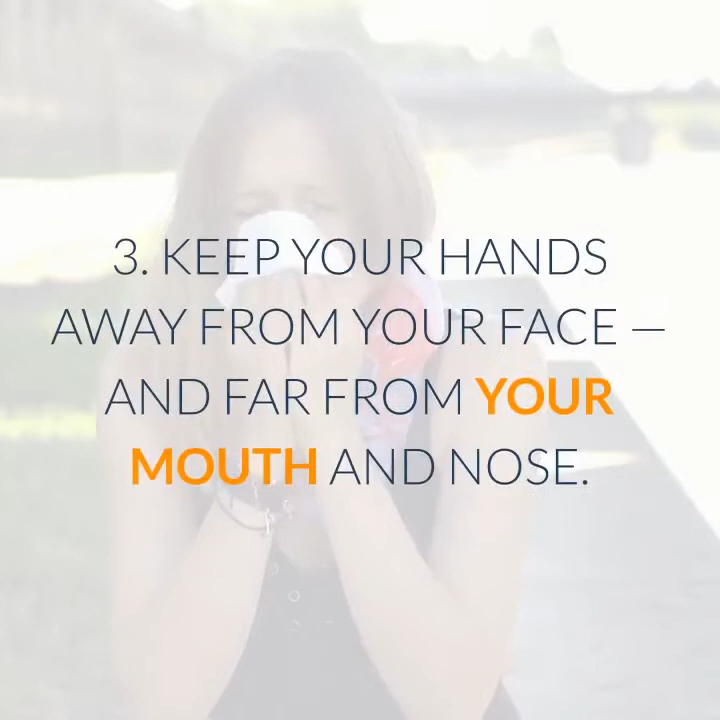 3. KEEP YOUR HANDS
AWAY FROM YOUR FACE —
AND FAR FROM YOUR
MOUTH AND NOSE.